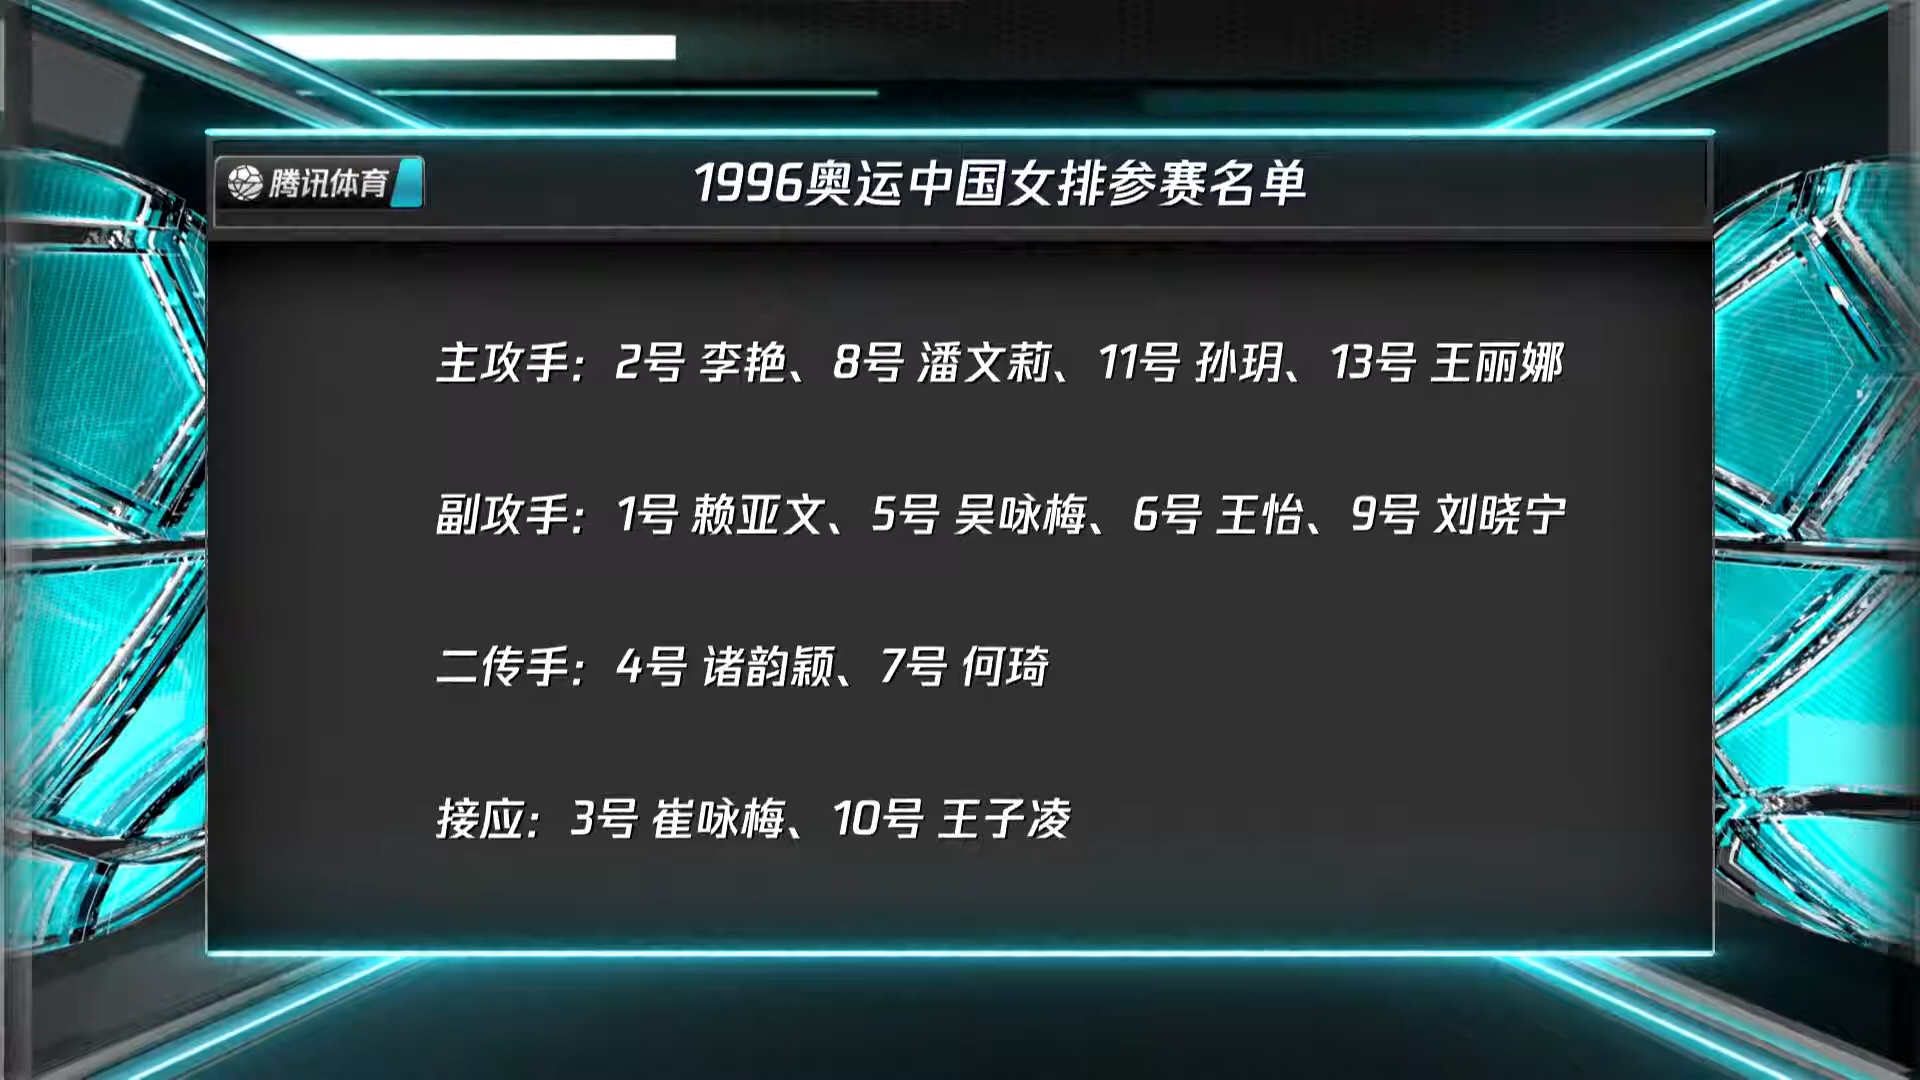 腾讯体育
1996奥运中国女排参赛名单
主攻手：2号 李艳、8号 潘文莉、11号 孙玥、13号 王丽娜
副攻手：1号 赖亚文、5号 吴咏梅、6号 王怡、9号 刘晓宁
二传手：4号 诸韵颖、7号 何琦
接应：3号 崔咏梅、10号 王子凌